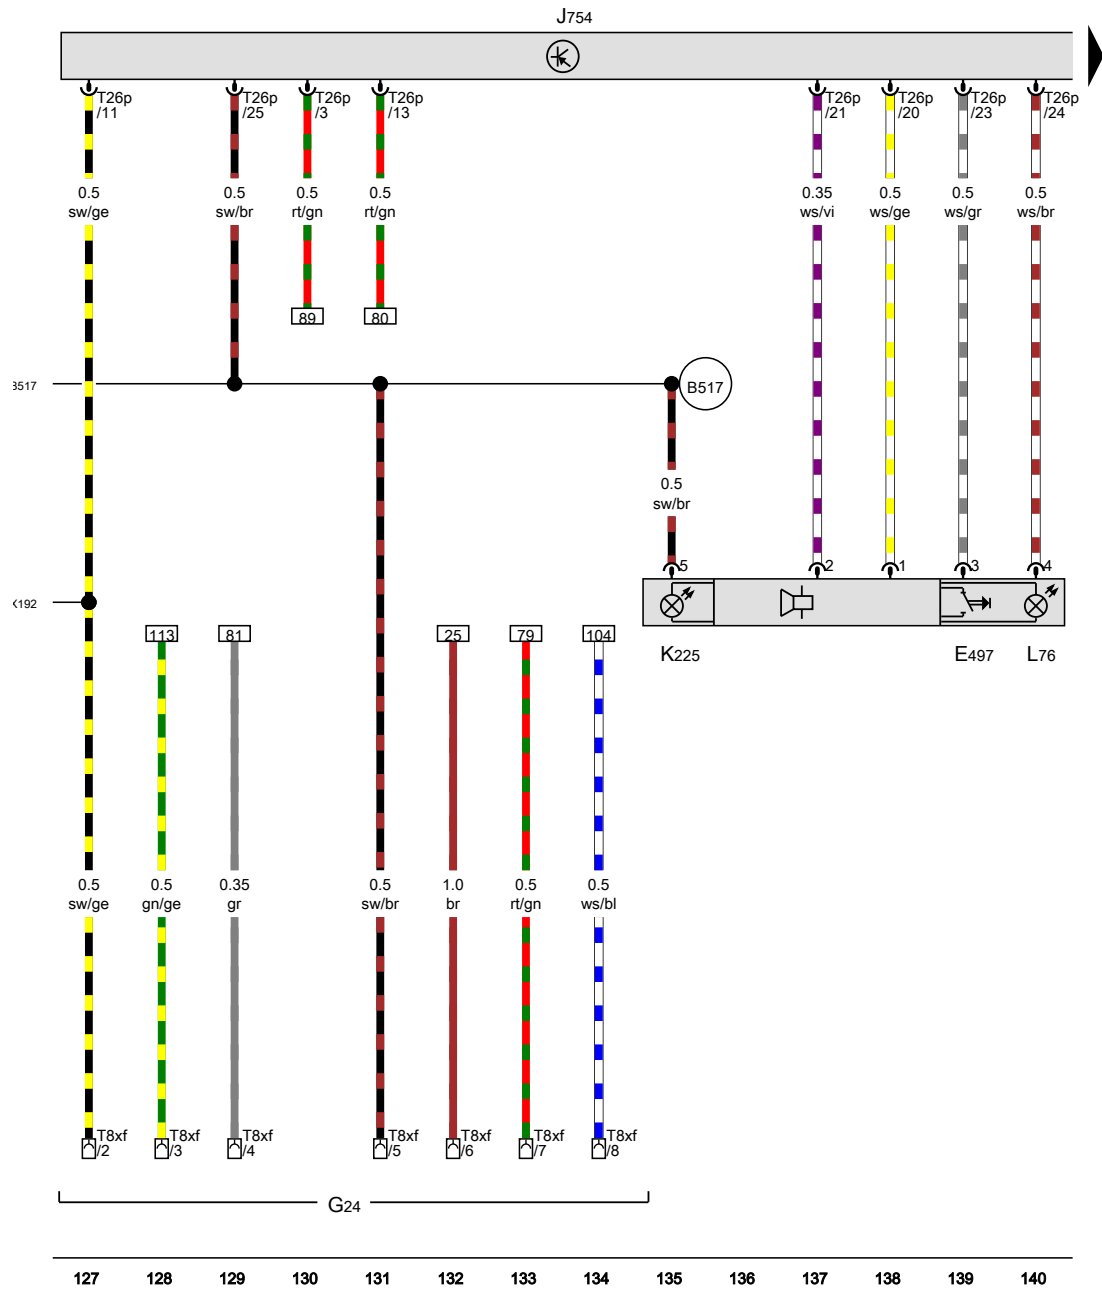 J754
T26p T26p T26p T26p T26p T26p T26p T26p
/11 /25 /3 /13 /21 /20 /23 /24
0.5 0.5 0.5 0.5 0.35 0.5 0.5 0.5
sw/ge sw/br rt/gn rt/gn ws/vi ws/ge ws/gr ws/br
89 80
B517
0.5
sw/br
5 2 1 3 4
113 81 25 79 104
K225 E497 L76
0.5 0.5 0.35 0.5 1.0 0.5 0.5
sw/ge gn/ge gr sw/br br rt/gn ws/bl
T8xf T8xf T8xf T8xf T8xf T8xf T8xf
/2 /3 /4 /5 /6 /7 /8
G24
127 128 129 130 131 132 133 134 135 136 137 138 139 140